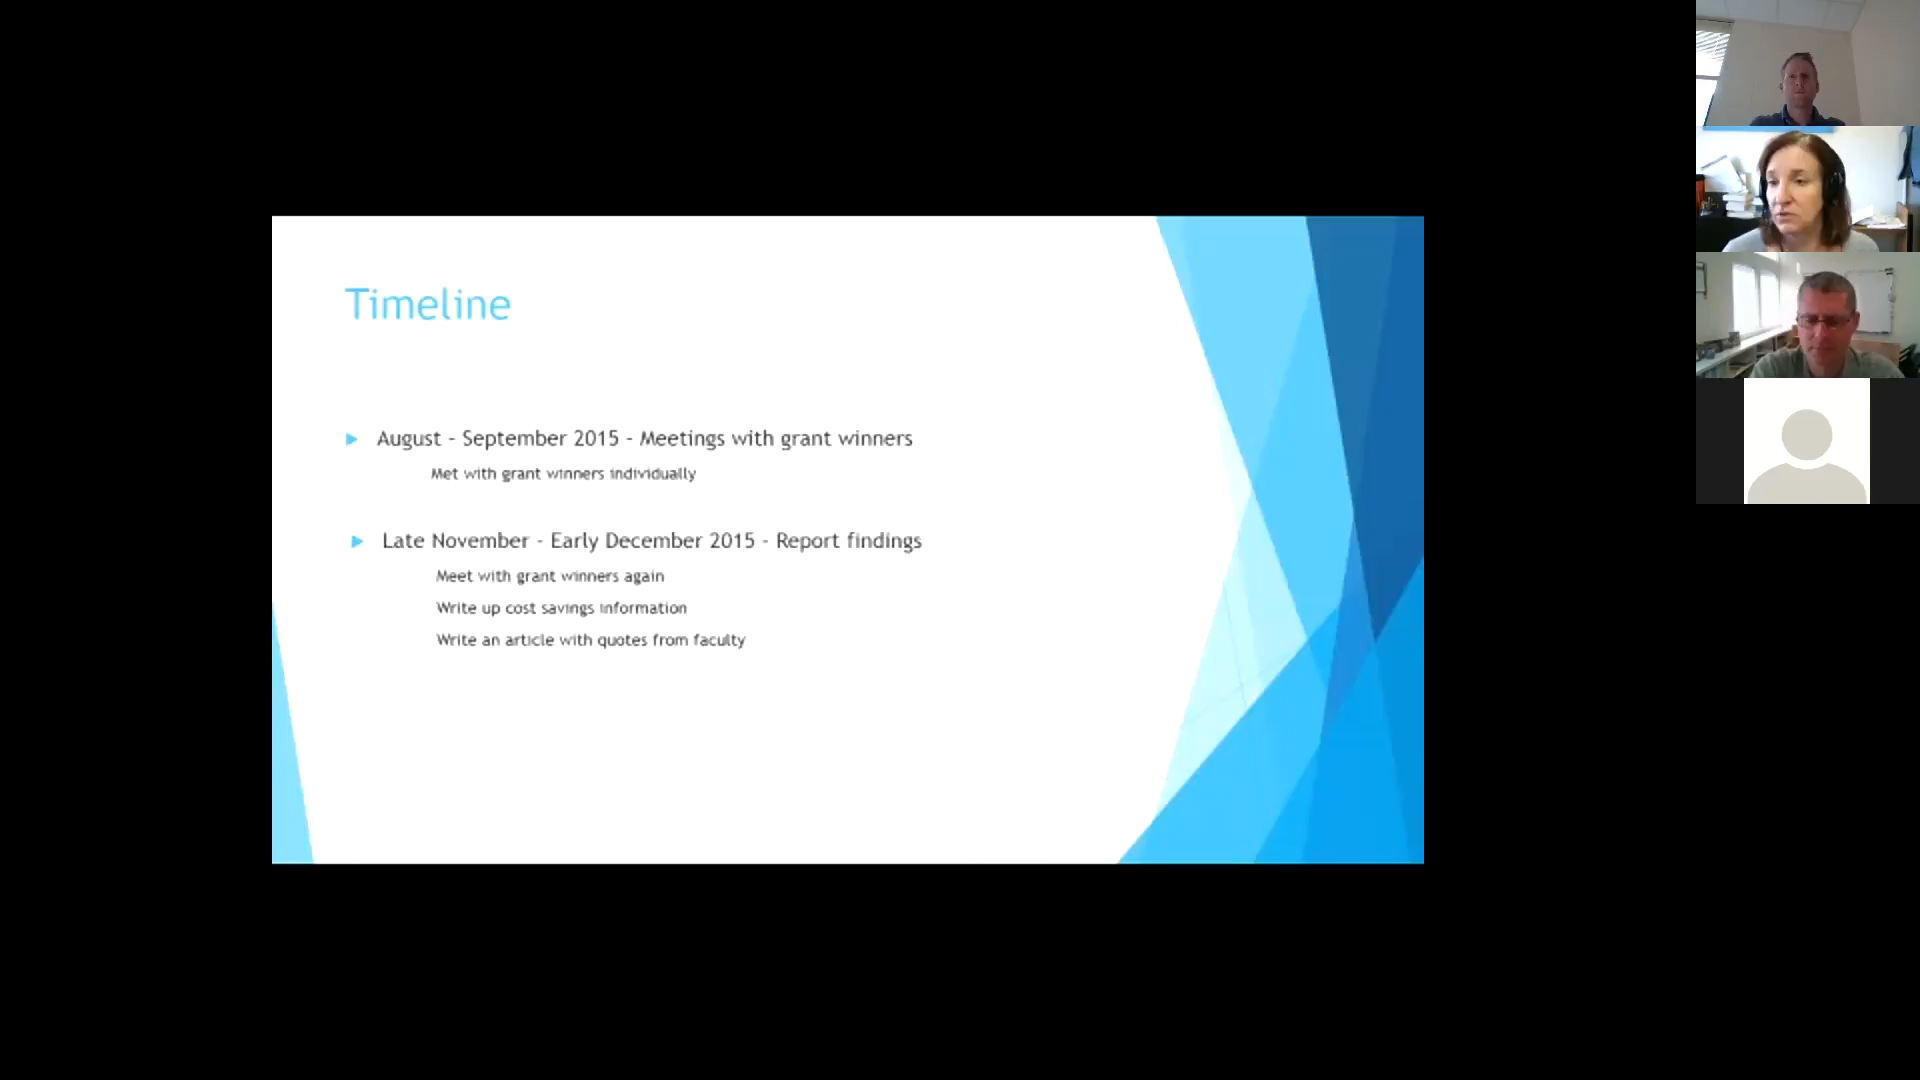 Timeline
August - September 2015 - Meetings with grant winners
Met with grant winners individually
Late November - Early December 2015 - Report findings
Meet with grant winners again
Write up cost savings information
Write an article with quotes from faculty